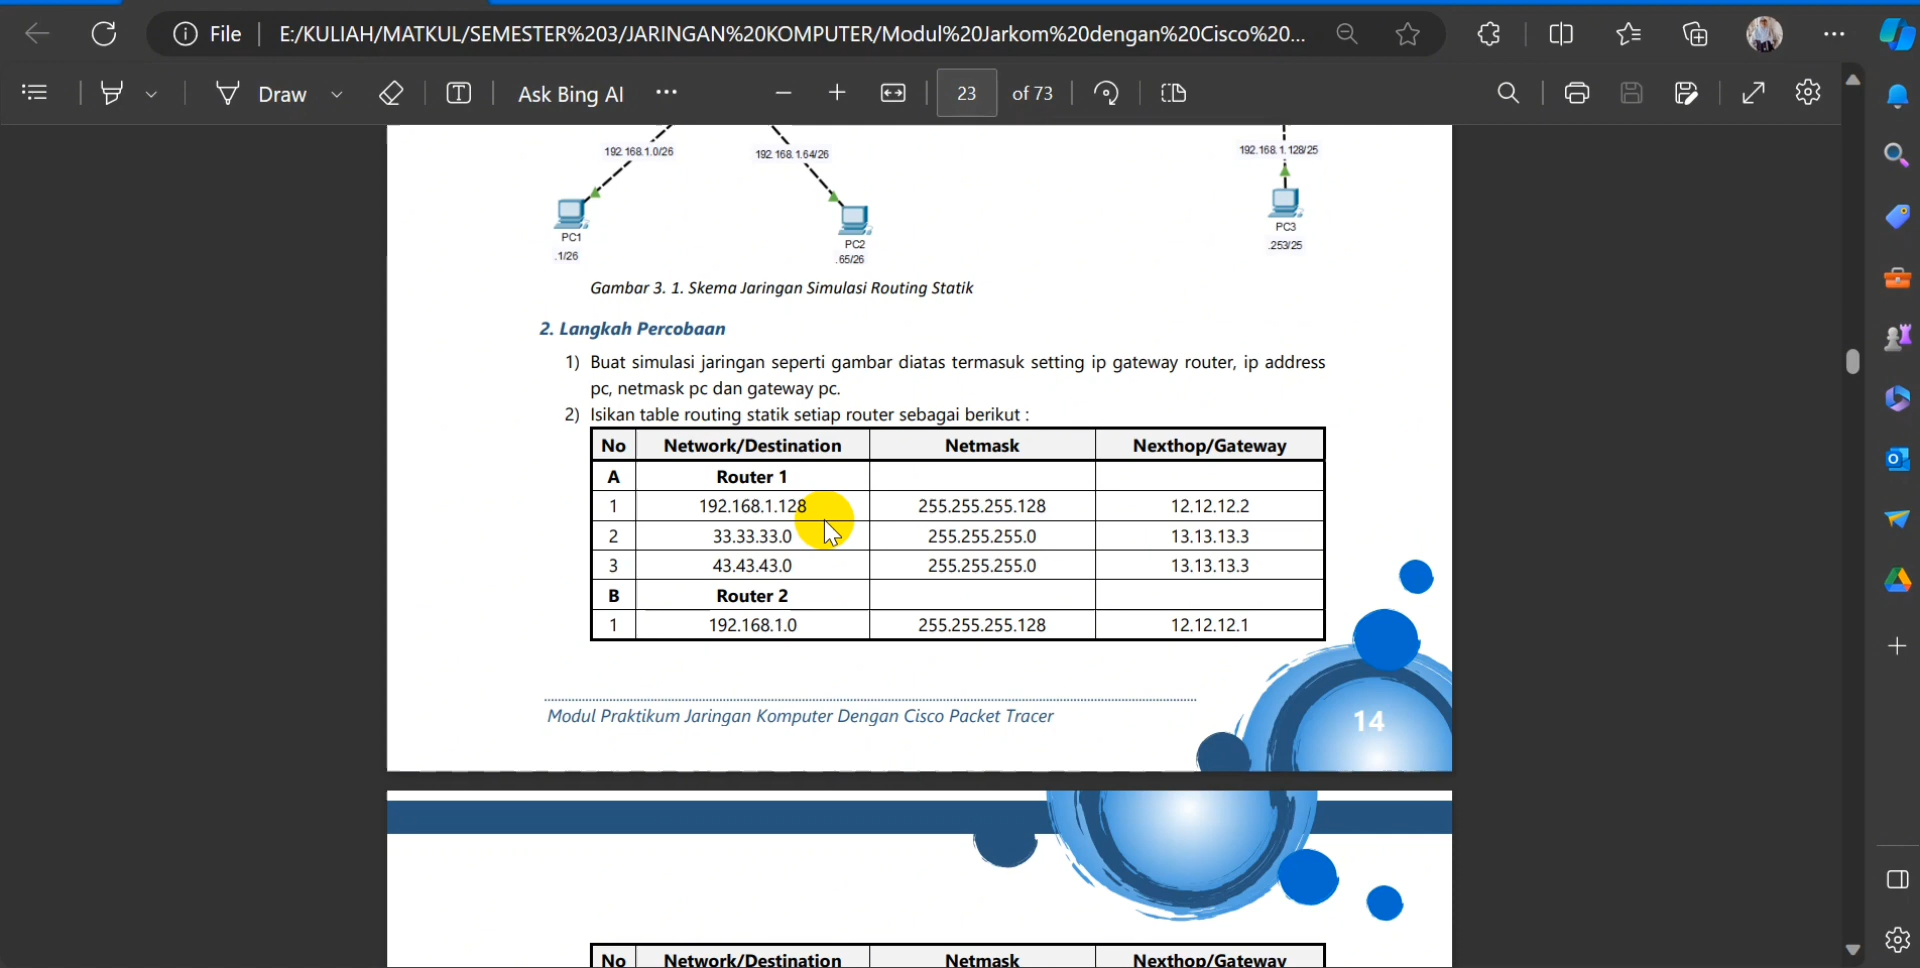 File E:/KULIAH/MATKUL/SEMESTER%203/JARINGAN%20KOMPUTER/Modul%20Jarkom%20dengan%20Cisco%20...
Draw Ask Bing AI 23 of 73
192.168.1.0/26 192.168.1.64/26 192.168.1.128/25
PC1 PC2 PC3
.1/26 .65/26 .253/25
Gambar 3. 1. Skema Jaringan Simulasi Routing Statik
2. Langkah Percobaan
1) Buat simulasi jaringan seperti gambar diatas termasuk setting ip gateway router, ip address
pc, netmask pc dan gateway pc.
2) Isikan table routing statik setiap router sebagai berikut :
No Network/Destination Netmask Nexthop/Gateway
A Router 1
1 192.168.1.128 255.255.255.128 12.12.12.2
2 33.33.33.0 255.255.255.0 13.13.13.3
3 43.43.43.0 255.255.255.0 13.13.13.3
B Router 2
1 192.168.1.0 255.255.255.128 12.12.12.1
Modul Praktikum Jaringan Komputer Dengan Cisco Packet Tracer
14
No Network/Destination Netmask Nexthop/Gateway